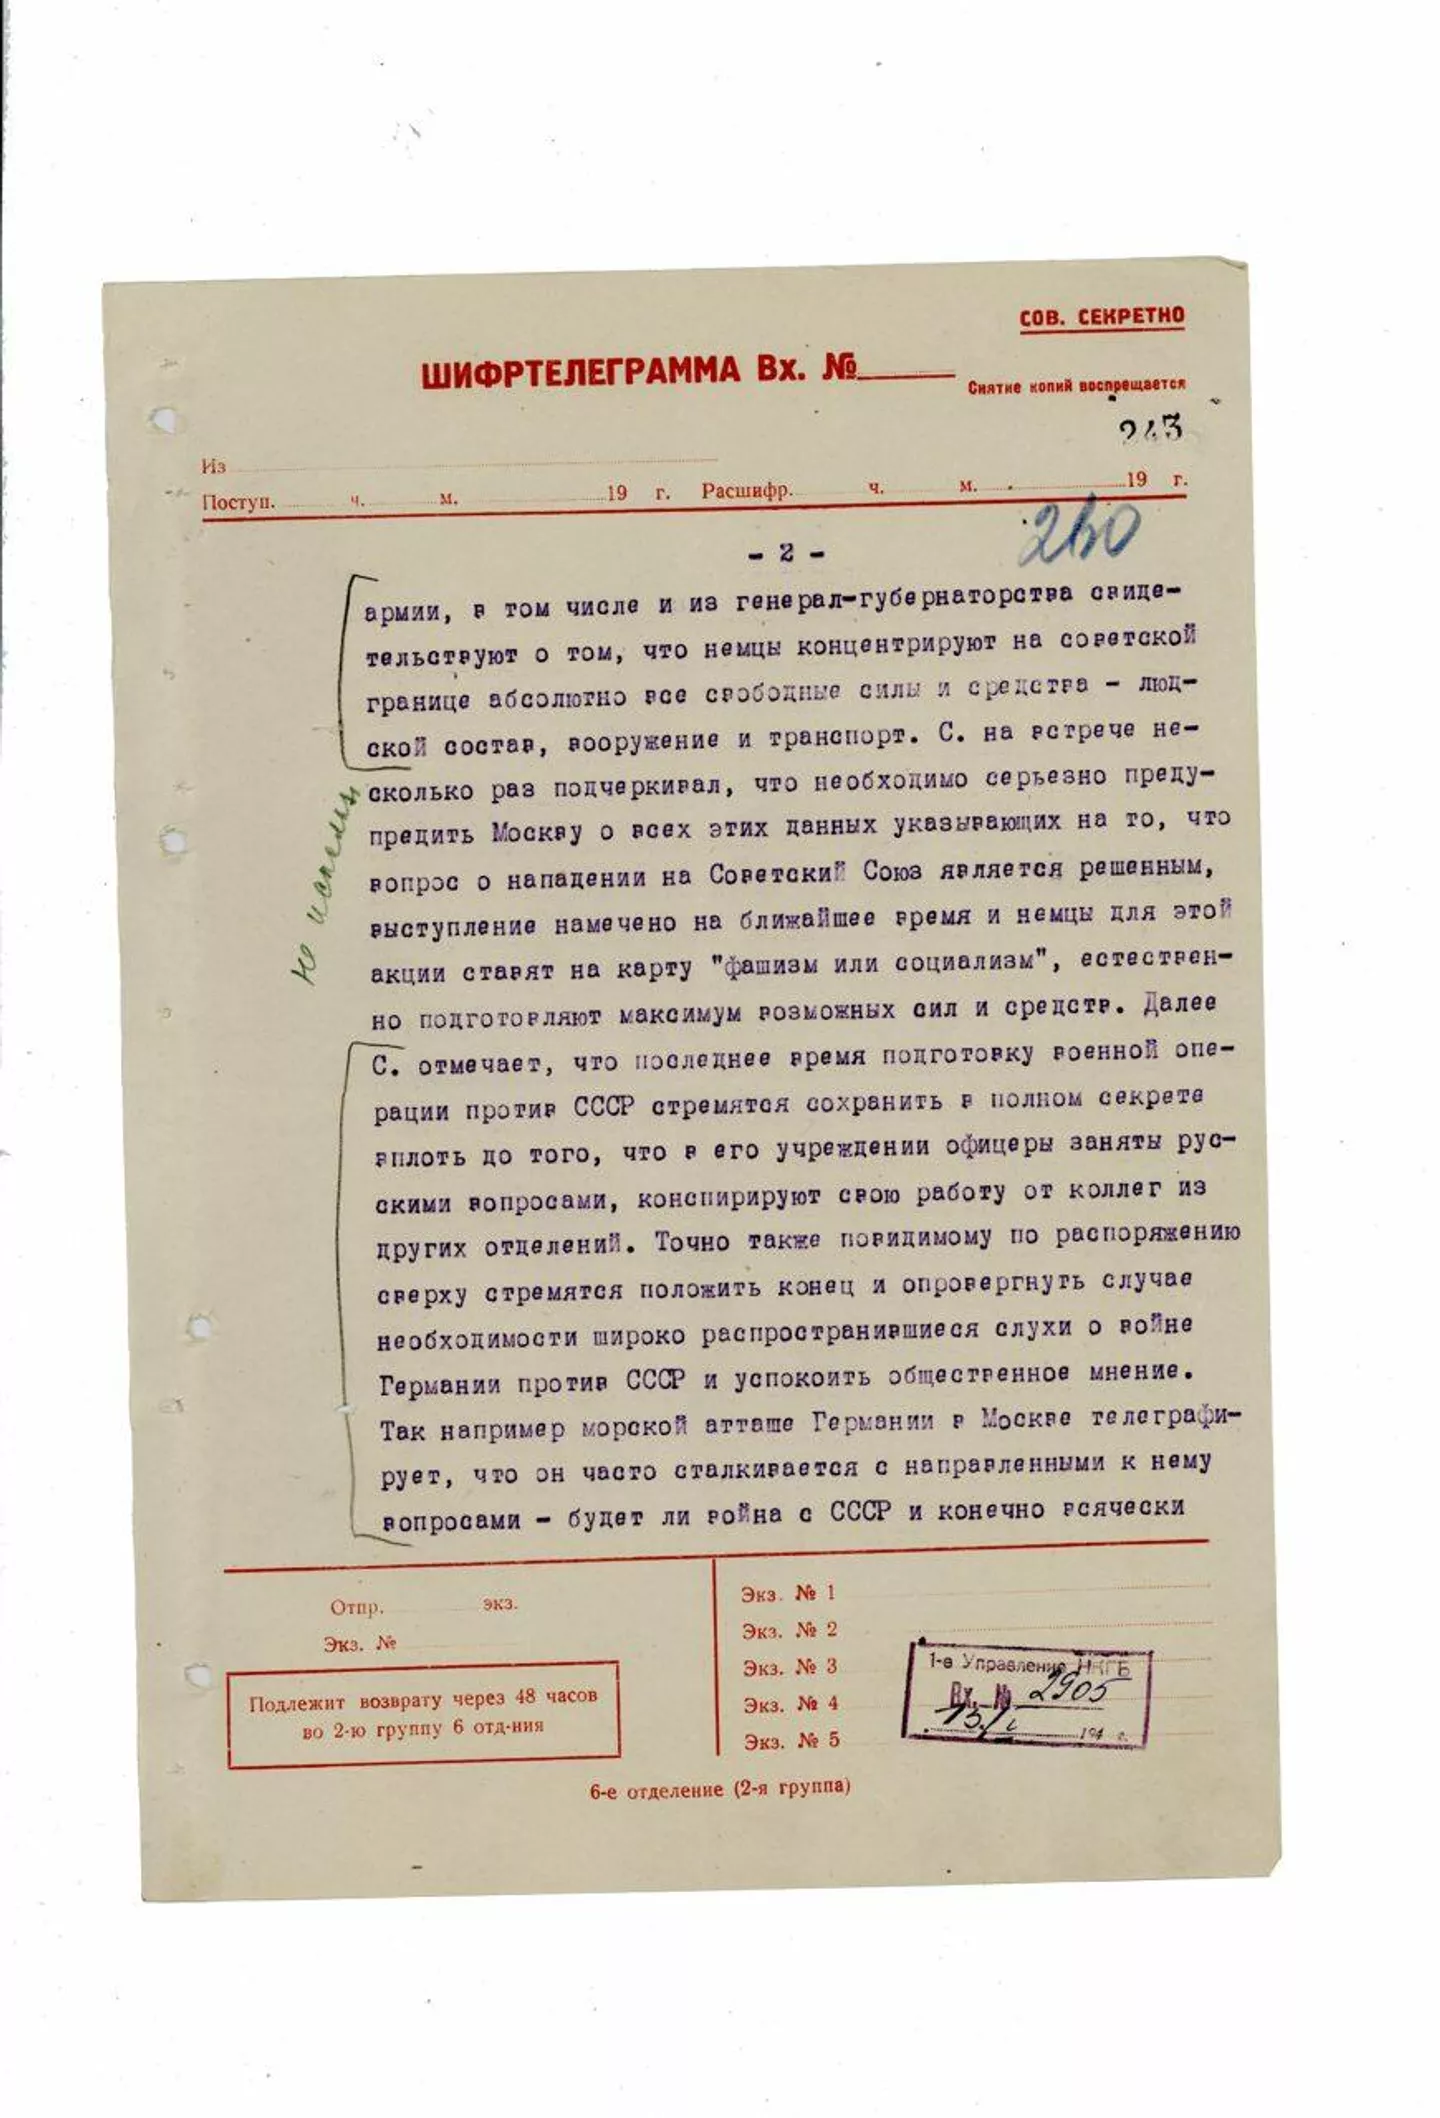 СОВ. СЕКРЕТНО
ШИФРТЕЛЕГРАММА Вх. №
Снятие копий воспрещается
243
Из
Поступ. ч. м. 19 г. Расшифр. ч. м. 19 г.
260
- 2 -
армии, в том числе и из генерал-губернаторства свиде-
тельствуют о том, что немцы концентрируют на советской
границе абсолютно все свободные силы и средства - люд-
ской состав, вооружение и транспорт. С. на встрече не-
сколько раз подчеркивал, что необходимо серьезно преду-
предить Москву о всех этих данных указывающих на то, что
вопрос о нападении на Советский Союз является решенным,
выступление намечено на ближайшее время и немцы для этой
акции ставят на карту "фашизм или социализм", естествен-
но подготовляют максимум возможных сил и средств. Далее
С. отмечает, что последнее время подготовку военной опе-
рации против СССР стремятся сохранить в полном секрете
вплоть до того, что в его учреждении офицеры заняты рус-
скими вопросами, конспирируют свою работу от коллег из
других отделений. Точно также повидимому по распоряжению
сверху стремятся положить конец и опровергнуть случае
необходимости широко распространившиеся слухи о войне
Германии против СССР и успокоить общественное мнение.
Так например морской атташе Германии в Москве телеграфи-
рует, что он часто сталкивается с направленными к нему
вопросами - будет ли война с СССР и конечно всячески
Отпр. экз.
Экз. №
Подлежит возврату через 48 часов
во 2-ю группу 6 отд-ния
Экз. № 1
Экз. № 2
Экз. № 3
Экз. № 4
Экз. № 5
1-е Управление НКГБ
Вх. № 2905
194 г.
6-е отделение (2-я группа)